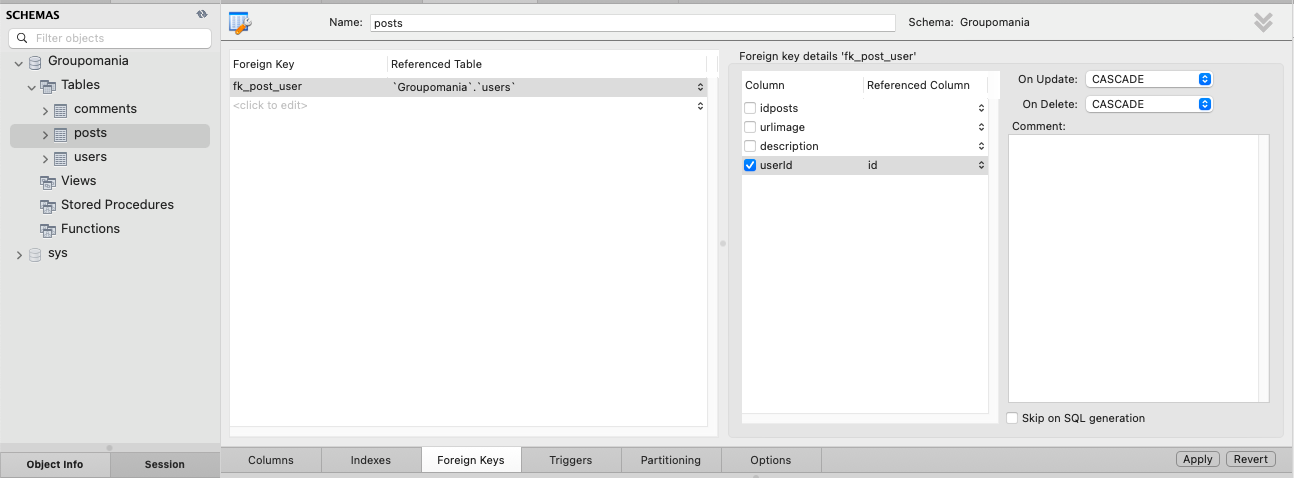 SCHEMAS
Filter objects
Groupomania
Tables
comments
posts
users
Views
Stored Procedures
Functions
sys
Object Info Session
Name: posts Schema: Groupomania
Foreign Key Referenced Table
fk_post_user `Groupomania`.`users`
<click to edit>
Foreign key details 'fk_post_user'
Column Referenced Column
idposts
urlimage
description
userId id
On Update: CASCADE
On Delete: CASCADE
Comment:
Skip on SQL generation
Columns Indexes Foreign Keys Triggers Partitioning Options
Apply Revert